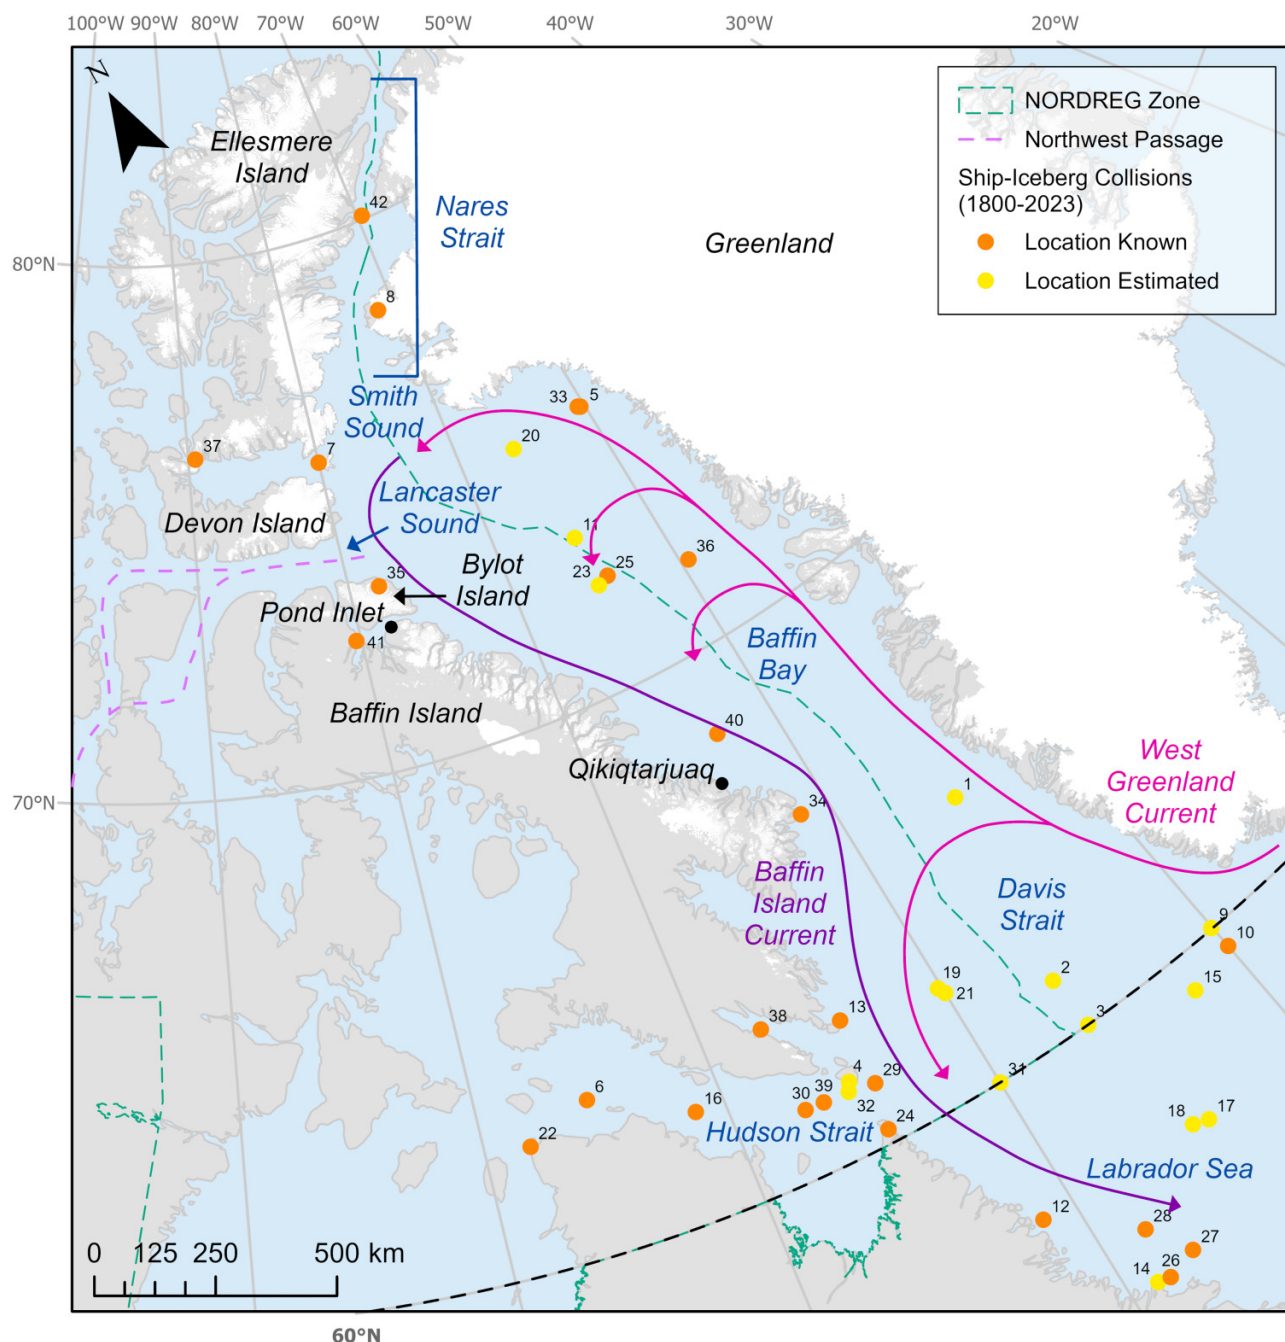 100°W 90°W 80°W 70°W 60°W 50°W 40°W 30°W 20°W
N
NORDREG Zone
Northwest Passage
Ship-Iceberg Collisions
(1800-2023)
Location Known
Location Estimated
Ellesmere
Island
42
Nares
Strait
Greenland
80°N
8
Smith
Sound
33 5
20
37
7
Lancaster
Sound
Devon Island
11
36
25
23
Bylot
Island
35
Pond Inlet
41
Baffin
Bay
Baffin Island
40
Qikiqtarjuaq
70°N
34
1
West
Greenland
Current
Baffin
Island
Current
Davis
Strait
9
10
2
15
19
21
3
13
38
4
29
31
6
16
30
39
32
24
Hudson Strait
22
18
17
Labrador Sea
12
28
27
26
14
0 125 250 500 km
60°N